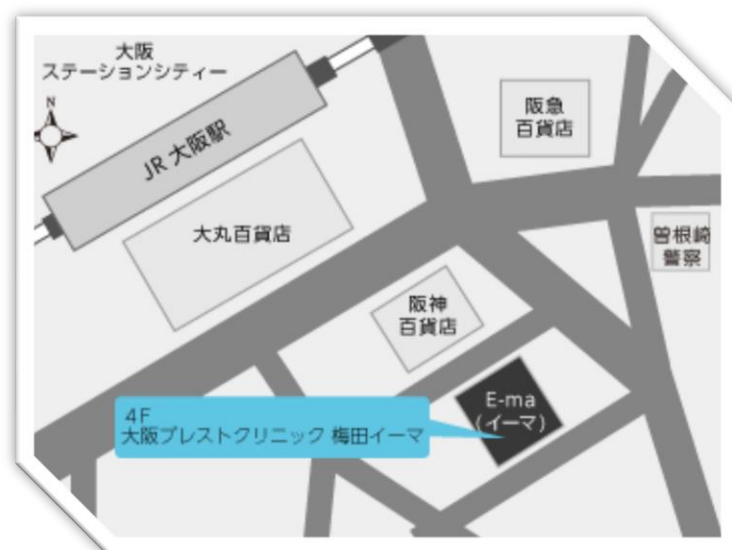 大阪
ステーションシティー
N
JR 大阪駅
阪急
百貨店
大丸百貨店
曽根崎
警察
阪神
百貨店
E-ma
(イーマ)
4F
大阪ブレストクリニック 梅田イーマ